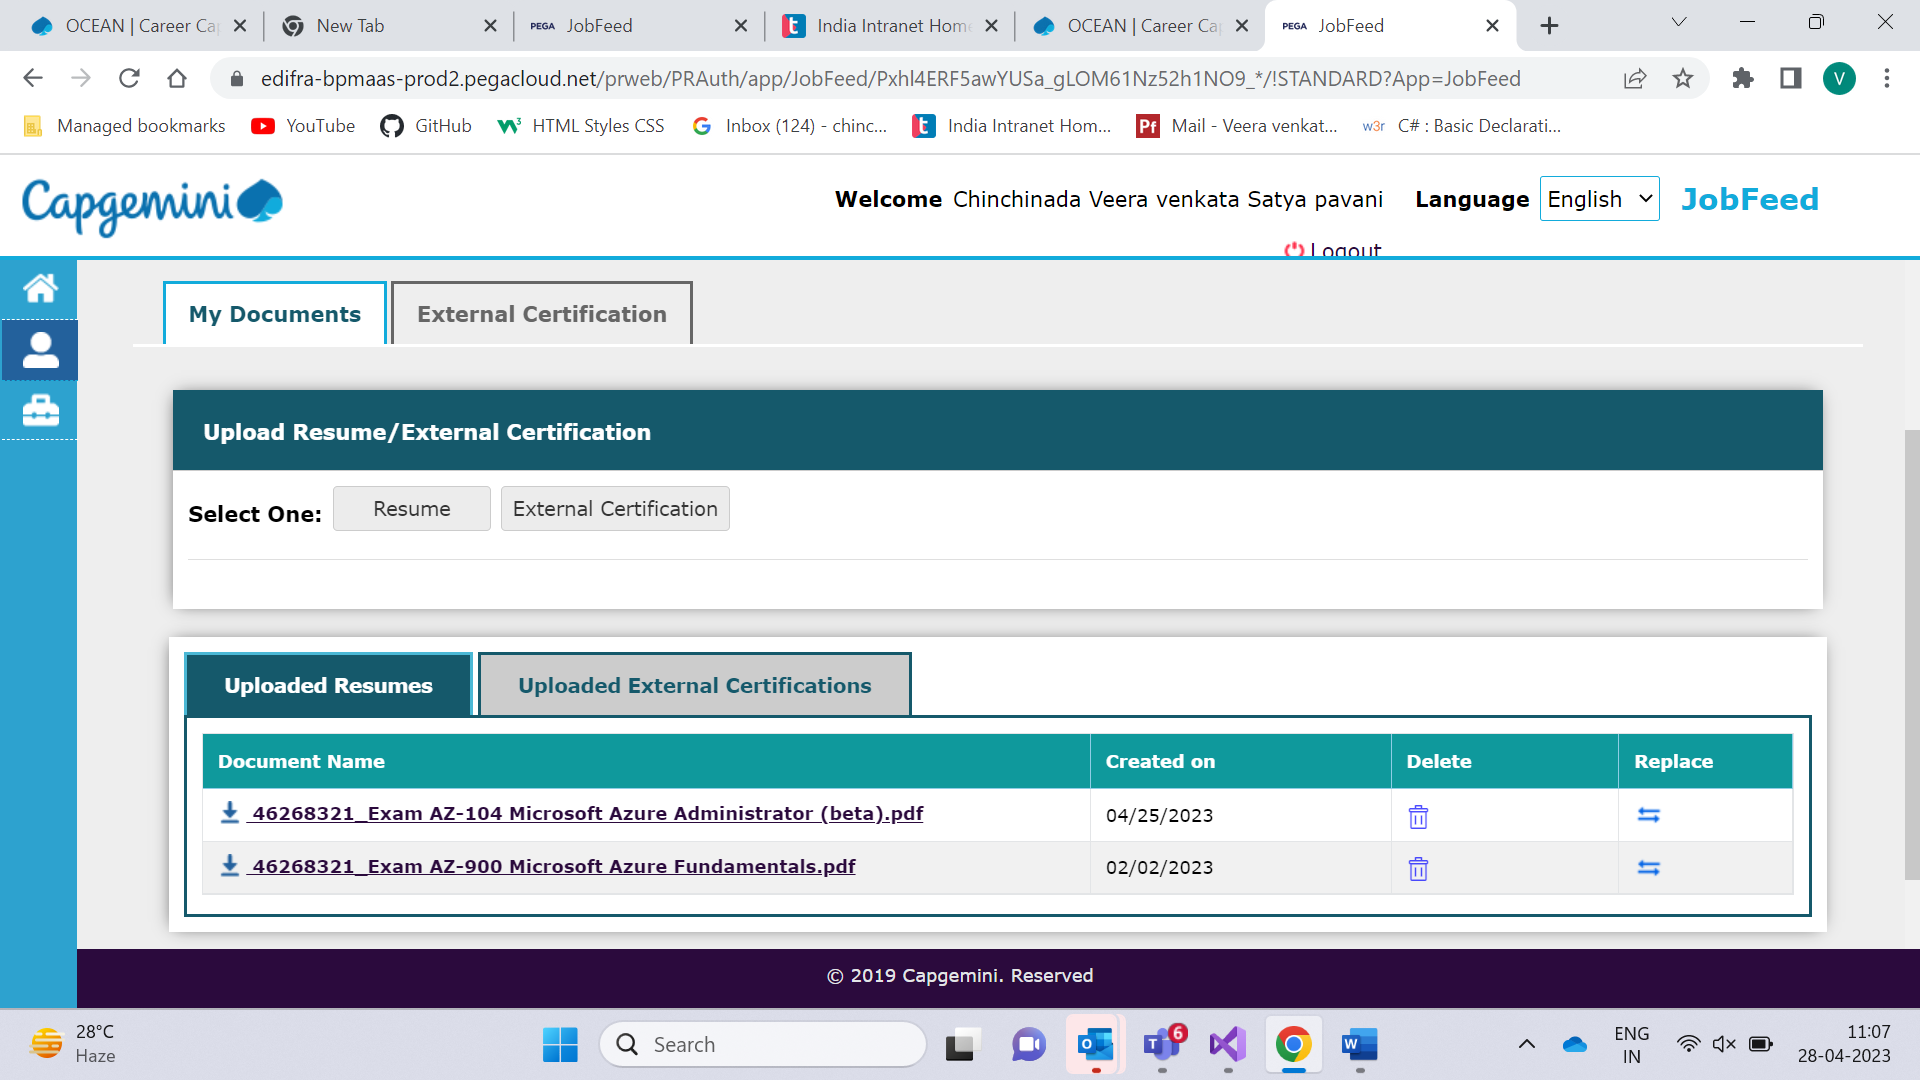 OCEAN | Career Ca
New Tab
PEGA JobFeed
India Intranet Hom
OCEAN | Career Ca
PEGA JobFeed
edifra-bpmaas-prod2.pegacloud.net/prweb/PRAuth/app/JobFeed/Pxhl4ERF5awYUSa_gLOM61Nz52h1NO9_*/!STANDARD?App=JobFeed
V
Managed bookmarks
YouTube
GitHub
HTML Styles CSS
Inbox (124) - chinc...
India Intranet Hom...
Mail - Veera venkat...
w3r C# : Basic Declarati...
Capgemini
Welcome Chinchinada Veera venkata Satya pavani
Language English
JobFeed
Logout
My Documents
External Certification
Upload Resume/External Certification
Select One: Resume External Certification
Uploaded Resumes
Uploaded External Certifications
Document Name Created on Delete Replace
46268321_Exam AZ-104 Microsoft Azure Administrator (beta).pdf 04/25/2023
46268321_Exam AZ-900 Microsoft Azure Fundamentals.pdf 02/02/2023
© 2019 Capgemini. Reserved
28°C
Haze
Search
6
ENG
IN
11:07
28-04-2023